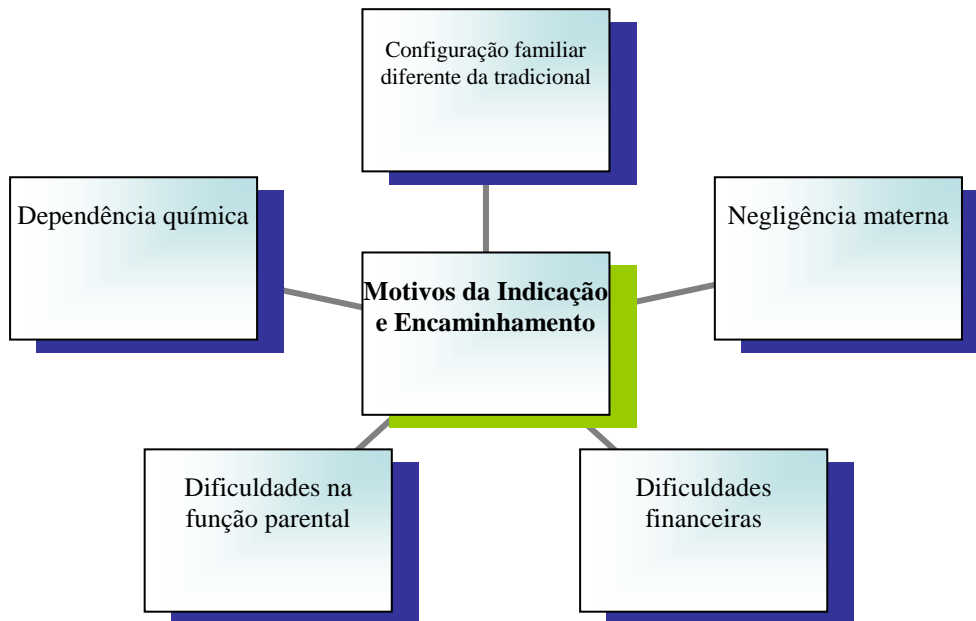 Configuração familiar
diferente da tradicional
Dependência química
Negligência materna
Motivos da Indicação
e Encaminhamento
Dificuldades na
função parental
Dificuldades
financeiras